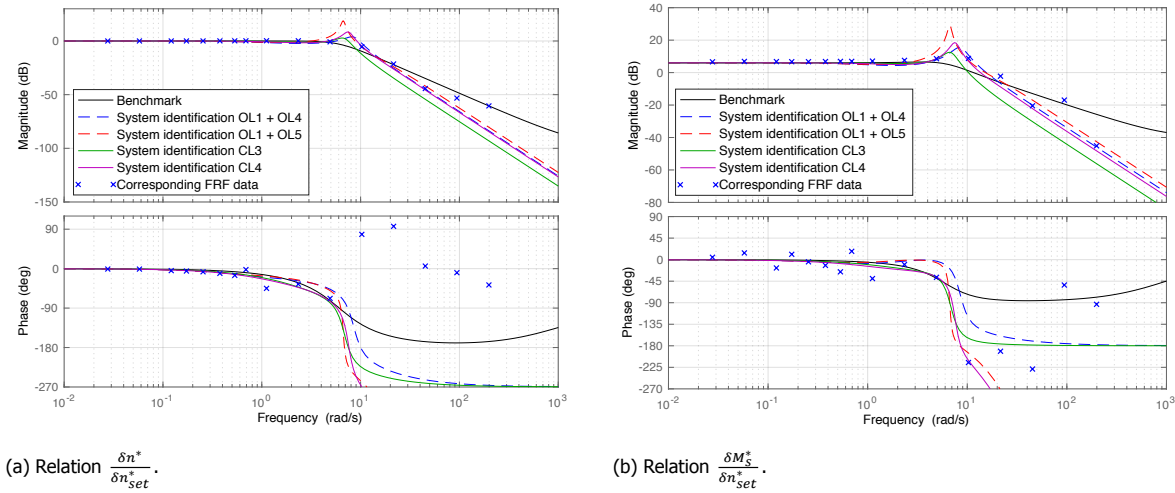 Magnitude (dB)
0
-50
-100
-150
Benchmark
System identification OL1 + OL4
System identification OL1 + OL5
System identification CL3
System identification CL4
Corresponding FRF data
Phase (deg)
90
0
-90
-180
-270
10^-2
10^-1
10^0
10^1
10^2
10^3
Frequency (rad/s)
(a) Relation δn*/δn*set.
Magnitude (dB)
60
40
20
0
-20
-40
-60
-80
Benchmark
System identification OL1 + OL4
System identification OL1 + OL5
System identification CL3
System identification CL4
Corresponding FRF data
Phase (deg)
90
45
0
-45
-90
-135
-180
-225
-270
10^-2
10^-1
10^0
10^1
10^2
10^3
Frequency (rad/s)
(b) Relation δM*s/δn*set.